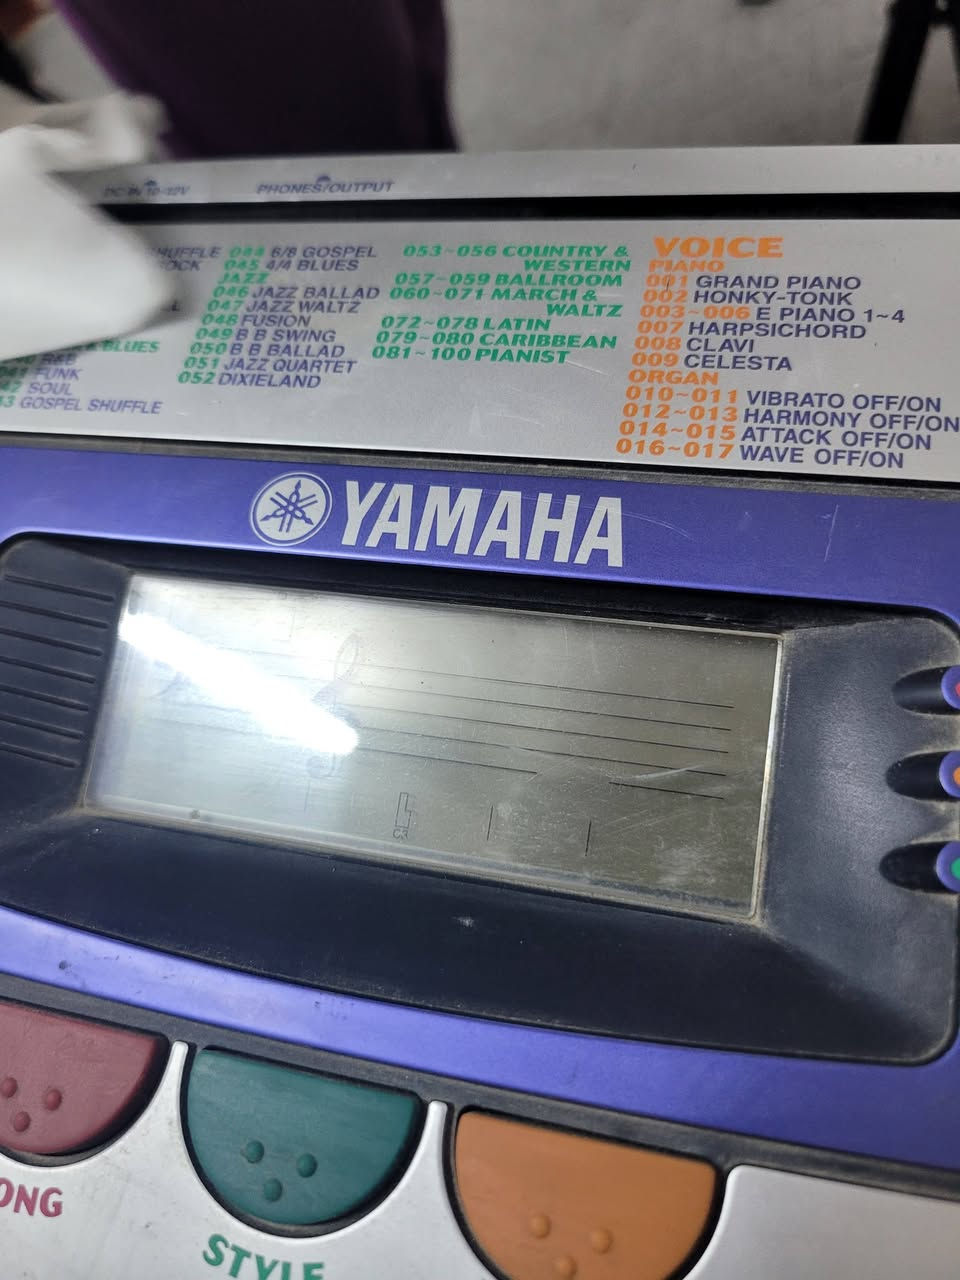 DC IN 10-12V
PHONES/OUTPUT
SHUFFLE
BLUES
R&B
FUNK
SOUL
GOSPEL SHUFFLE
044 6/8 GOSPEL
045 4/4 BLUES
JAZZ
046 JAZZ BALLAD
047 JAZZ WALTZ
048 FUSION
049 B B SWING
050 B B BALLAD
051 JAZZ QUARTET
052 DIXIELAND
053~056 COUNTRY &
WESTERN
057~059 BALLROOM
060~071 MARCH &
WALTZ
072~078 LATIN
079~080 CARIBBEAN
081~100 PIANIST
VOICE
PIANO
001 GRAND PIANO
002 HONKY-TONK
003~006 E PIANO 1~4
007 HARPSICHORD
008 CLAVI
009 CELESTA
ORGAN
010~011 VIBRATO OFF/ON
012~013 HARMONY OFF/ON
014~015 ATTACK OFF/ON
016~017 WAVE OFF/ON
YAMAHA
C3
ONG
STYLE